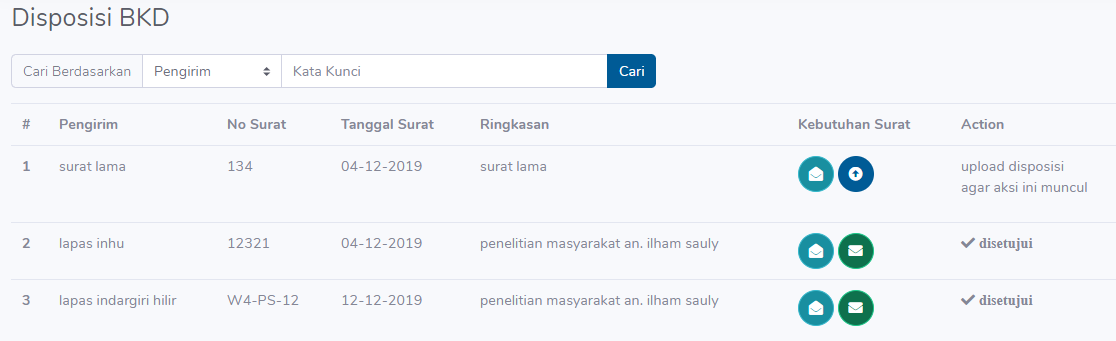 Disposisi BKD
Cari Berdasarkan Pengirim Kata Kunci Cari
# Pengirim No Surat Tanggal Surat Ringkasan Kebutuhan Surat Action
1 surat lama 134 04-12-2019 surat lama upload disposisi
agar aksi ini muncul
2 lapas inhu 12321 04-12-2019 penelitian masyarakat an. ilham sauly disetujui
3 lapas indargiri hilir W4-PS-12 12-12-2019 penelitian masyarakat an. ilham sauly disetujui